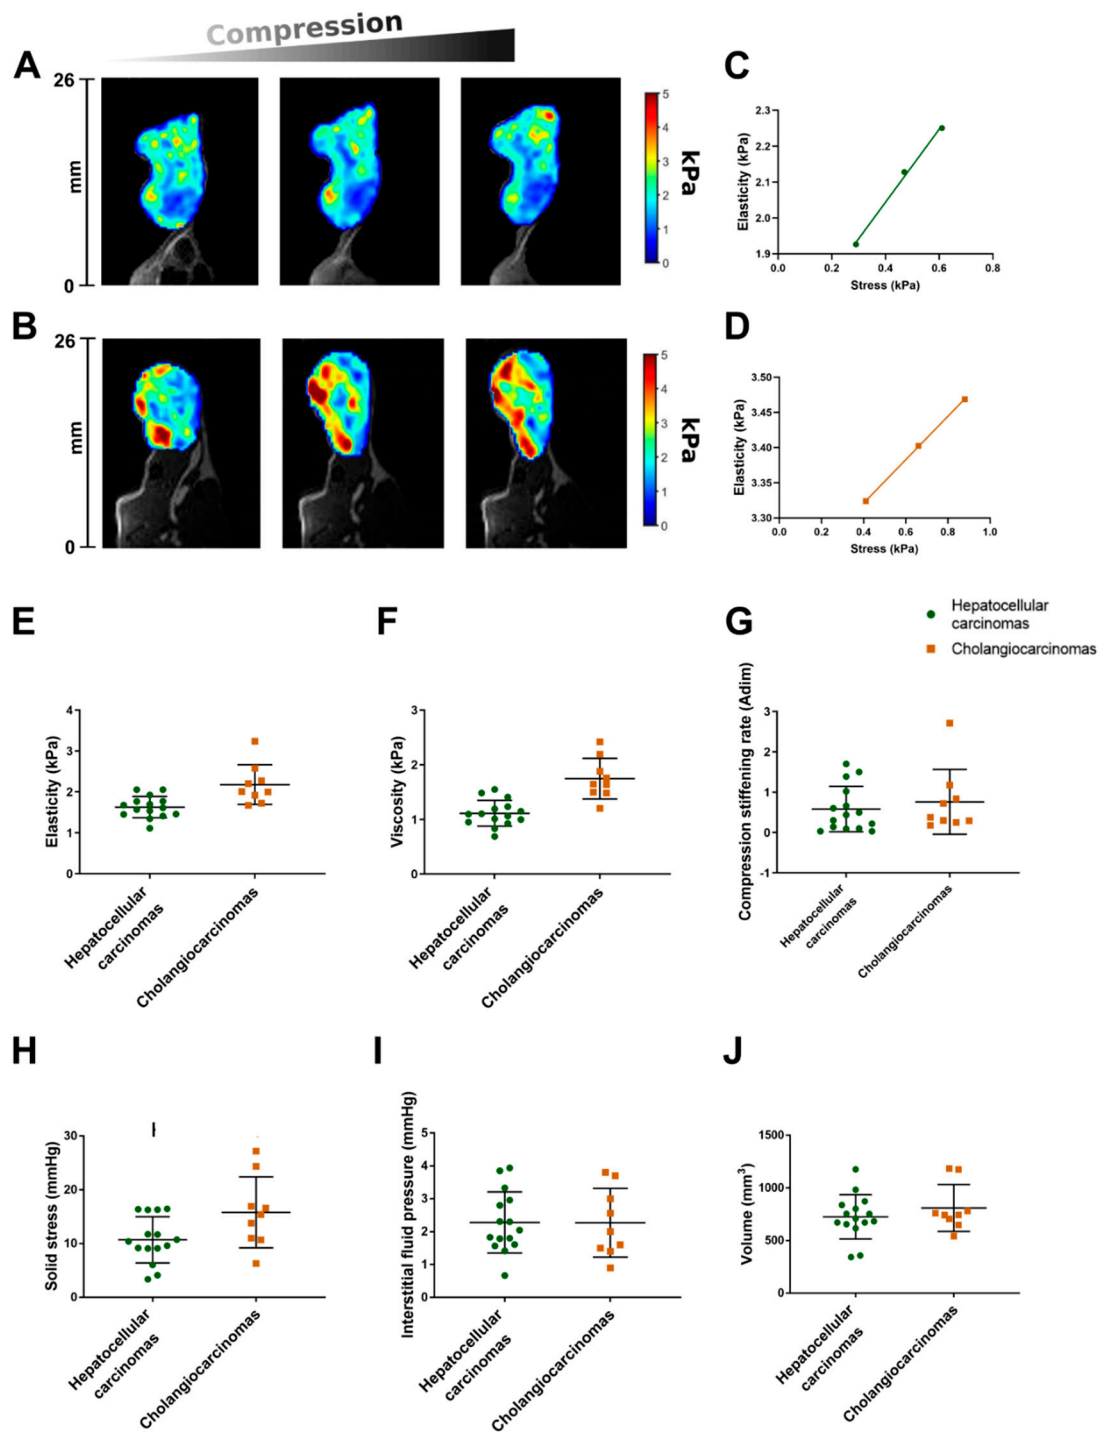 Compression
A
26
mm
0
5
4
3
2
1
0
kPa
C
2.3
2.2
2.1
2.0
1.9
Elasticity (kPa)
0.0 0.2 0.4 0.6 0.8
Stress (kPa)
B
26
mm
0
5
4
3
2
1
0
kPa
D
3.50
3.45
3.40
3.35
3.30
Elasticity (kPa)
0.0 0.2 0.4 0.6 0.8 1.0
Stress (kPa)
Hepatocellular
carcinomas
Cholangiocarcinomas
E
Elasticity (kPa)
4
3
2
1
0
Hepatocellular
carcinomas
Cholangiocarcinomas
F
Viscosity (kPa)
3
2
1
0
Hepatocellular
carcinomas
Cholangiocarcinomas
G
Compression stiffening rate (Adim)
3
2
1
0
-1
Hepatocellular
carcinomas
Cholangiocarcinomas
H
Solid stress (mmHg)
30
20
10
0
Hepatocellular
carcinomas
Cholangiocarcinomas
I
Interstitial fluid pressure (mmHg)
5
4
3
2
1
0
Hepatocellular
carcinomas
Cholangiocarcinomas
J
Volume (mm³)
1500
1000
500
0
Hepatocellular
carcinomas
Cholangiocarcinomas